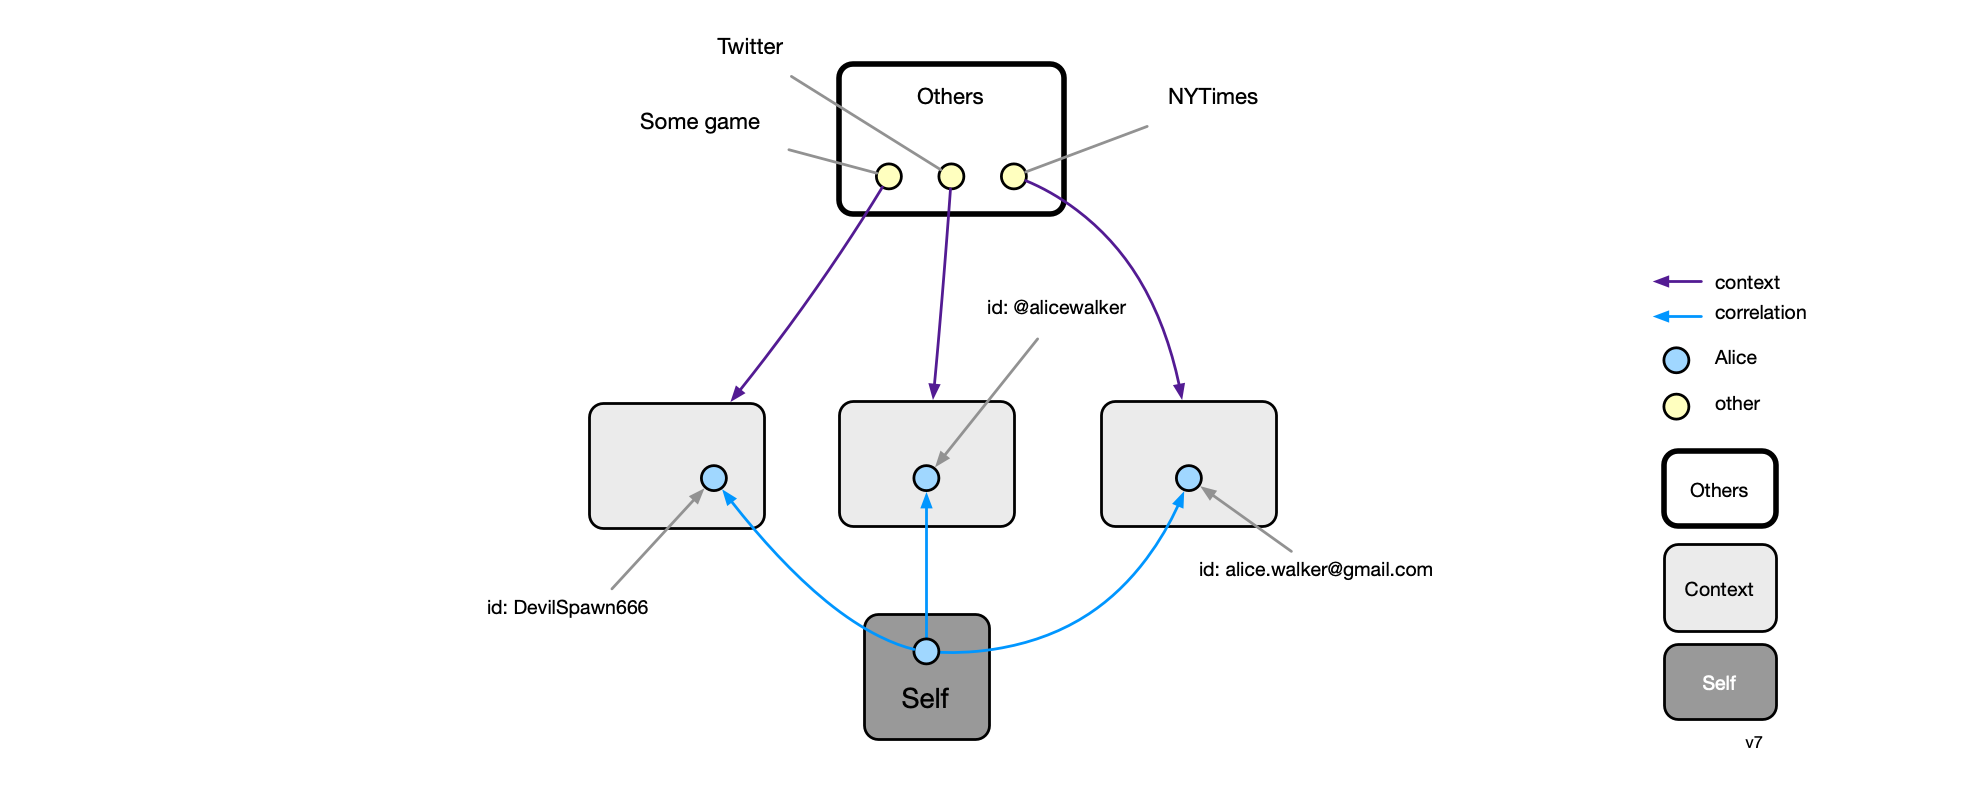 Twitter
Others
NYTimes
Some game
id: @alicewalker
id: alice.walker@gmail.com
id: DevilSpawn666
Self
context
correlation
Alice
other
Others
Context
Self
v7